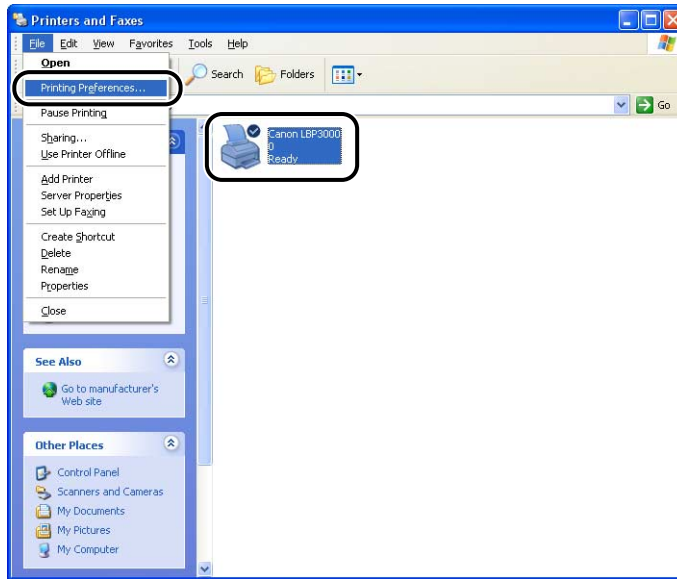 Printers and Faxes
File Edit View Favorites Tools Help
Open
Printing Preferences...
Pause Printing
Sharing...
Use Printer Offline
Add Printer
Server Properties
Set Up Faxing
Create Shortcut
Delete
Rename
Properties
Close
Search Folders
Go
Canon LBP3000
0
Ready
See Also
Go to manufacturer's
Web site
Other Places
Control Panel
Scanners and Cameras
My Documents
My Pictures
My Computer